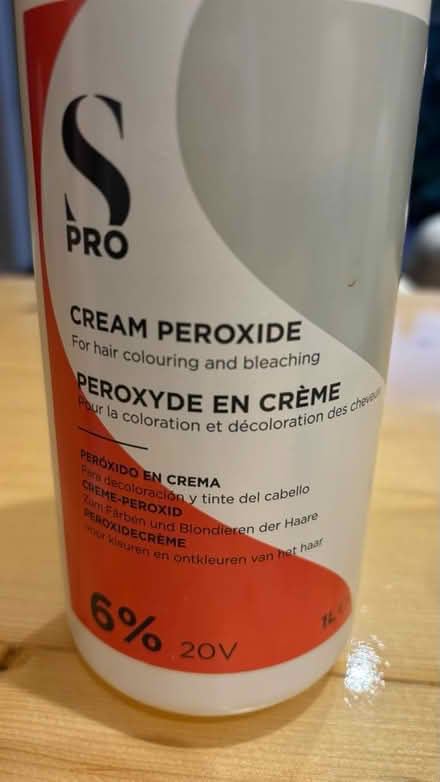 S
PRO
CREAM PEROXIDE
For hair colouring and bleaching
PEROXYDE EN CRÈME
Pour la coloration et décoloration des cheveux
PERÓXIDO EN CREMA
Para decoloración y tinte del cabello
CREME-PEROXID
Zum Färben und Blondieren der Haare
PEROXIDECRÈME
voor kleuren en ontkleuren van het haar
6% 20V
1L